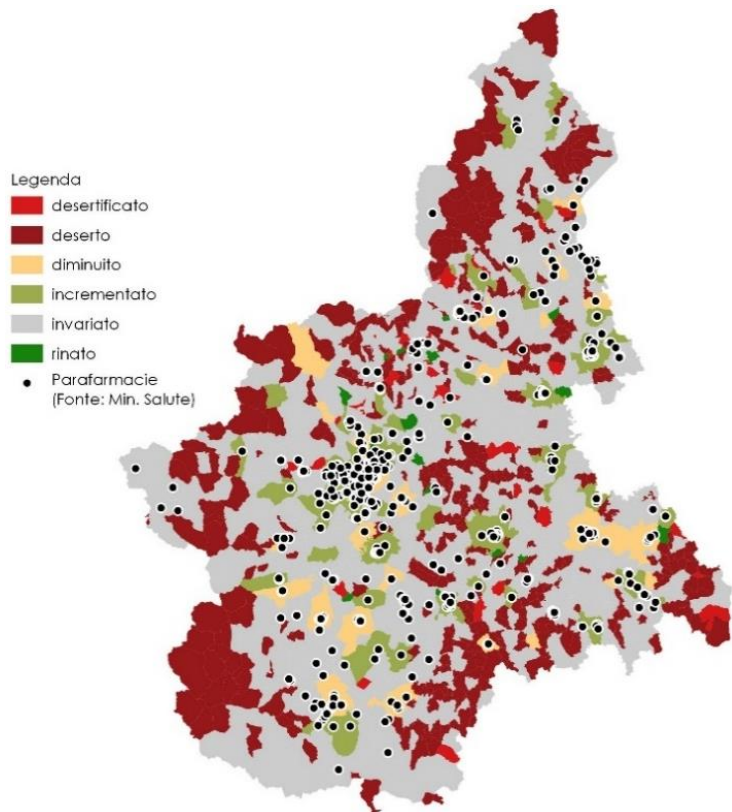 Legenda
desertificato
deserto
diminuito
incrementato
invariato
rinato
Parafarmacie
(Fonte: Min. Salute)